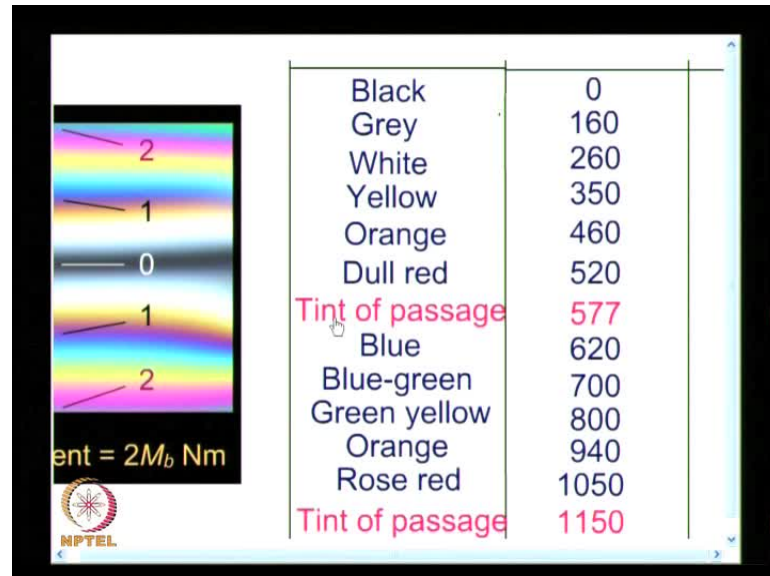 2
1
0
1
2
ent = 2Mb Nm
NPTEL
Black 0
Grey 160
White 260
Yellow 350
Orange 460
Dull red 520
Tint of passage 577
Blue 620
Blue-green 700
Green yellow 800
Orange 940
Rose red 1050
Tint of passage 1150